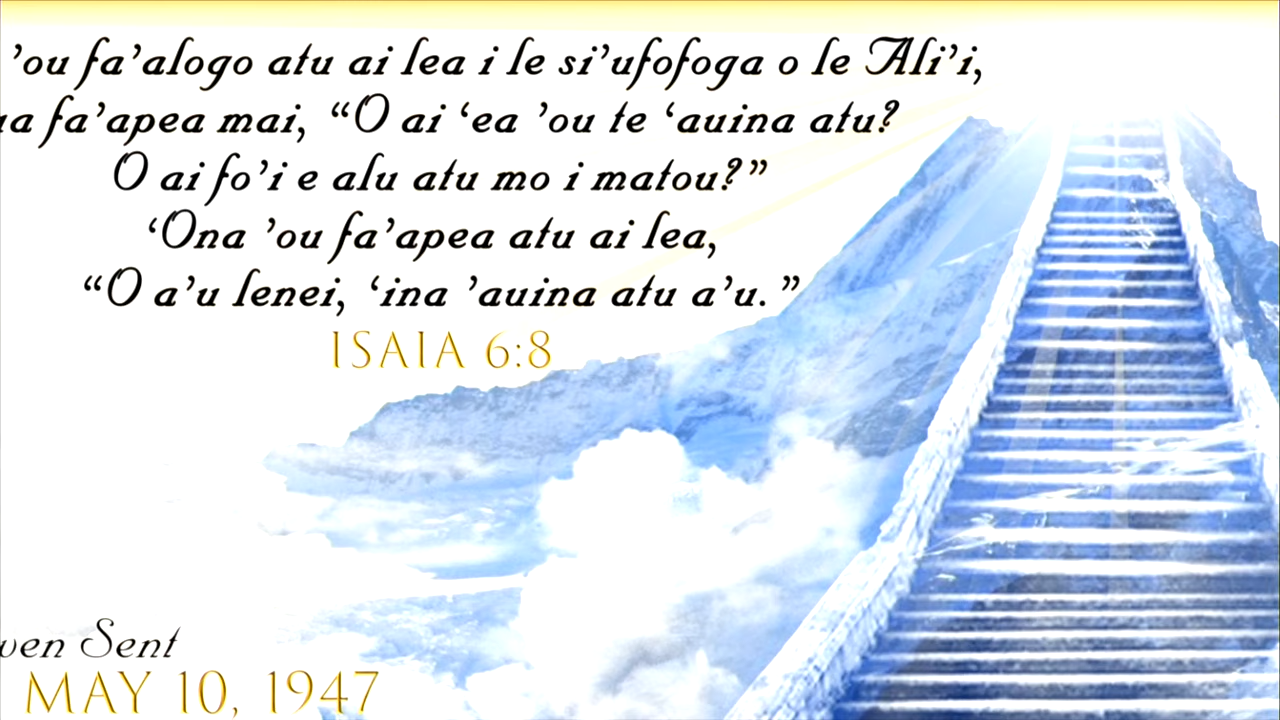 ’ou fa’alogo atu ai lea i le si’ufofoga o le Ali’i,
fa’apea mai, “O ai ‘ea ’ou te ‘auina atu?
O ai fo’i e alu atu mo i matou?”
‘Ona ’ou fa’apea atu ai lea,
“O a’u lenei, ‘ina ’auina atu a’u.”
ISAIA 6:8
Sent
MAY 10, 1947